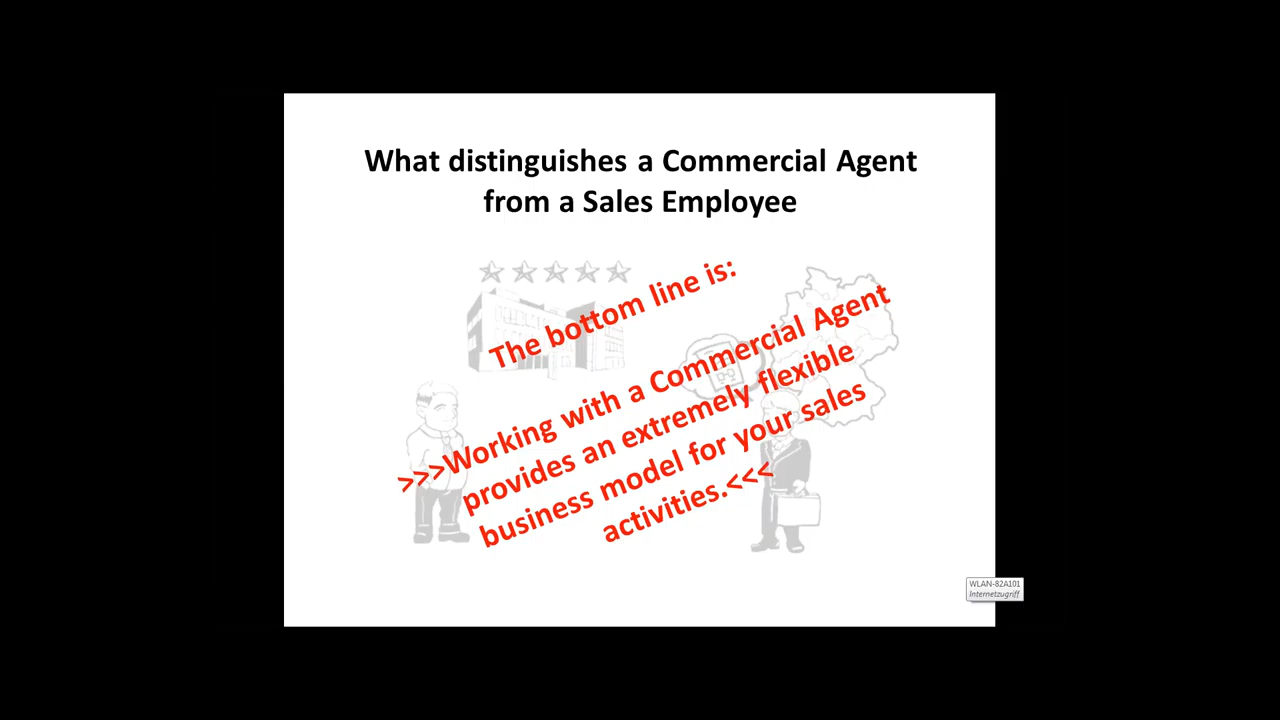 What distinguishes a Commercial Agent
from a Sales Employee
The bottom line is:
>>>Working with a Commercial Agent
provides an extremely flexible
business model for your sales
activities.<<<
WLAN-82A101
Internetzugriff